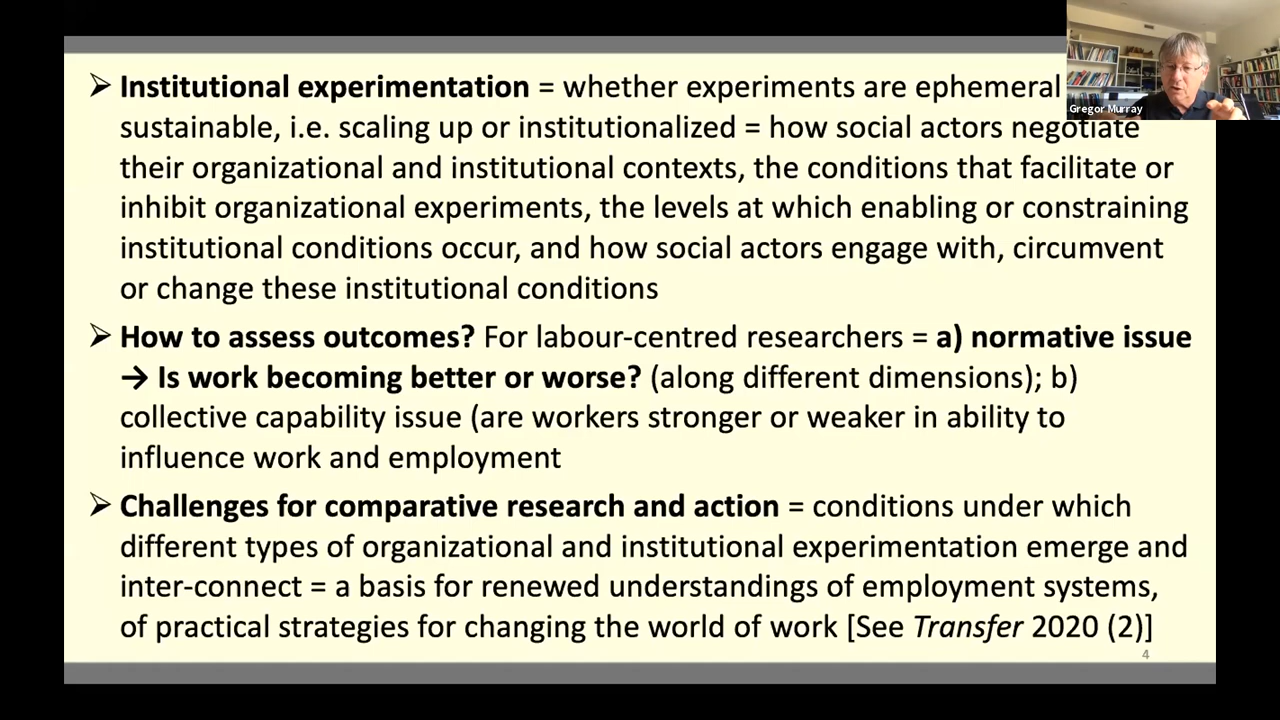 ➢ Institutional experimentation = whether experiments are ephemeral
sustainable, i.e. scaling up or institutionalized = how social actors negotiate
their organizational and institutional contexts, the conditions that facilitate or
inhibit organizational experiments, the levels at which enabling or constraining
institutional conditions occur, and how social actors engage with, circumvent
or change these institutional conditions
➢ How to assess outcomes? For labour-centred researchers = a) normative issue
→ Is work becoming better or worse? (along different dimensions); b)
collective capability issue (are workers stronger or weaker in ability to
influence work and employment
➢ Challenges for comparative research and action = conditions under which
different types of organizational and institutional experimentation emerge and
inter-connect = a basis for renewed understandings of employment systems,
of practical strategies for changing the world of work [See Transfer 2020 (2)]
4
Gregor Murray